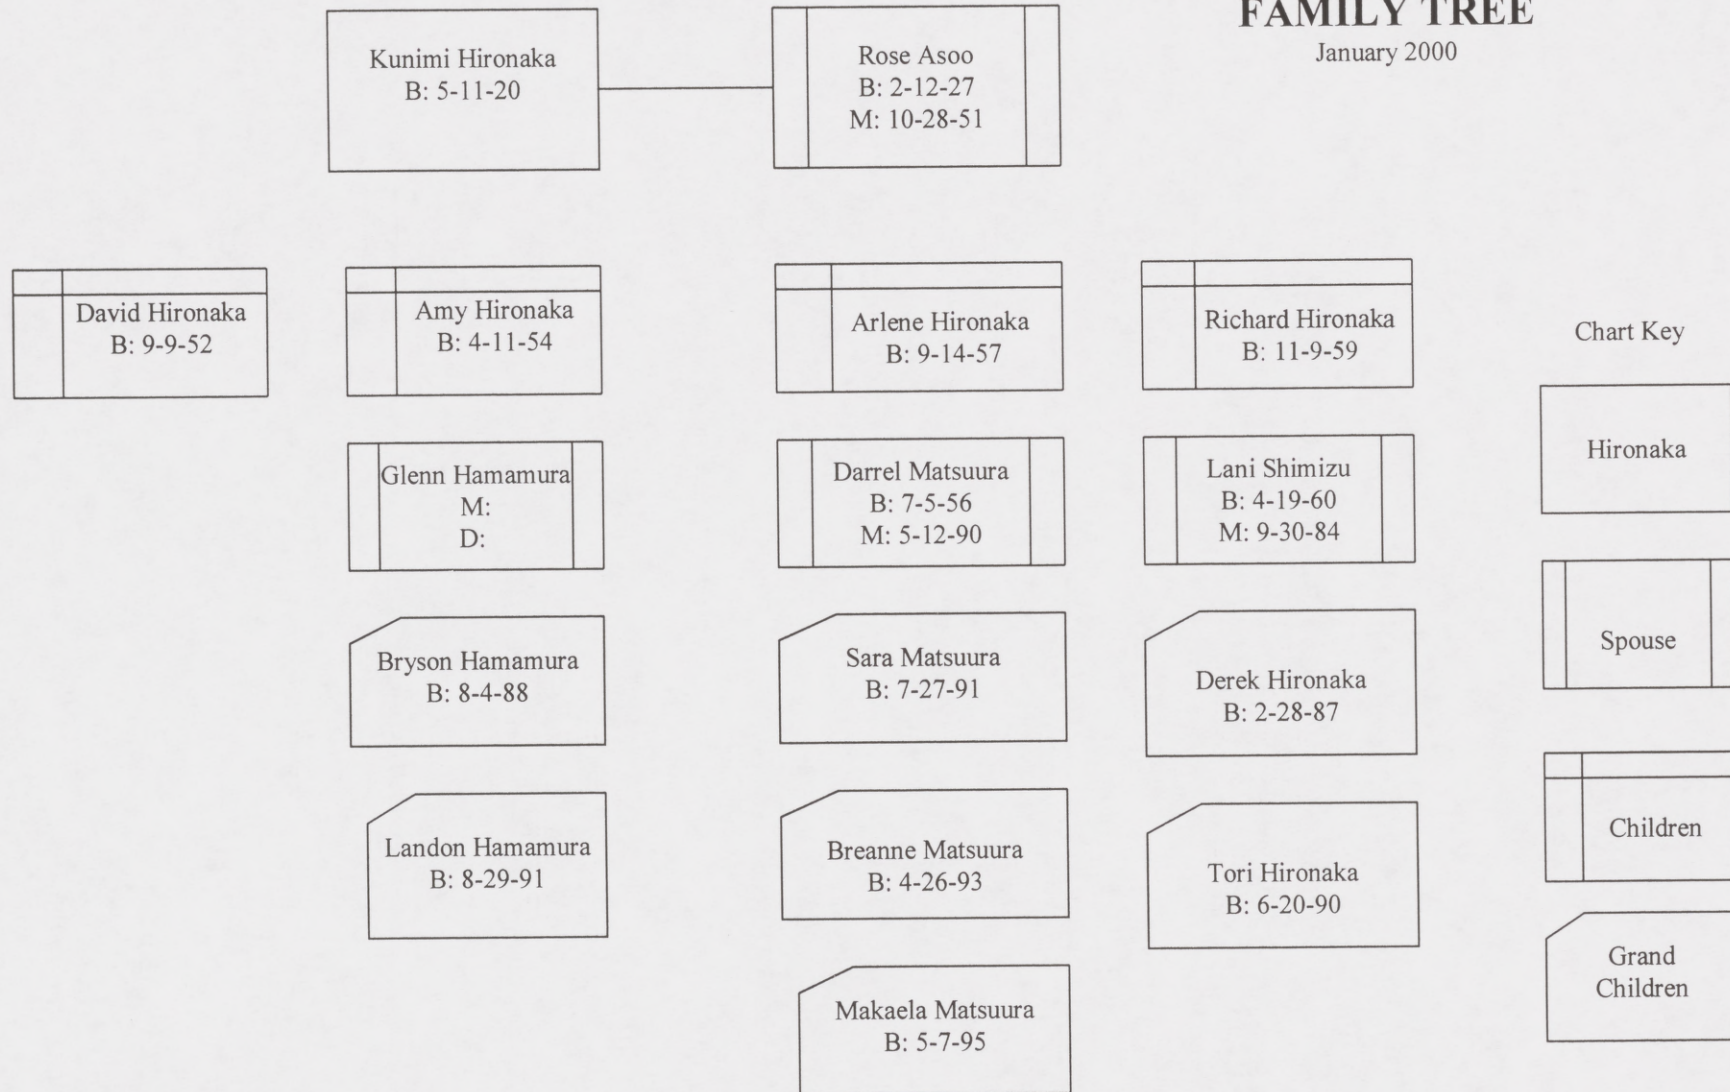 FAMILY TREE
January 2000
Kunimi Hironaka
B: 5-11-20
Rose Asoo
B: 2-12-27
M: 10-28-51
David Hironaka
B: 9-9-52
Amy Hironaka
B: 4-11-54
Arlene Hironaka
B: 9-14-57
Richard Hironaka
B: 11-9-59
Glenn Hamamura
M:
D:
Darrel Matsuura
B: 7-5-56
M: 5-12-90
Lani Shimizu
B: 4-19-60
M: 9-30-84
Bryson Hamamura
B: 8-4-88
Sara Matsuura
B: 7-27-91
Derek Hironaka
B: 2-28-87
Landon Hamamura
B: 8-29-91
Breanne Matsuura
B: 4-26-93
Tori Hironaka
B: 6-20-90
Makaela Matsuura
B: 5-7-95
Chart Key
Hironaka
Spouse
Children
Grand
Children